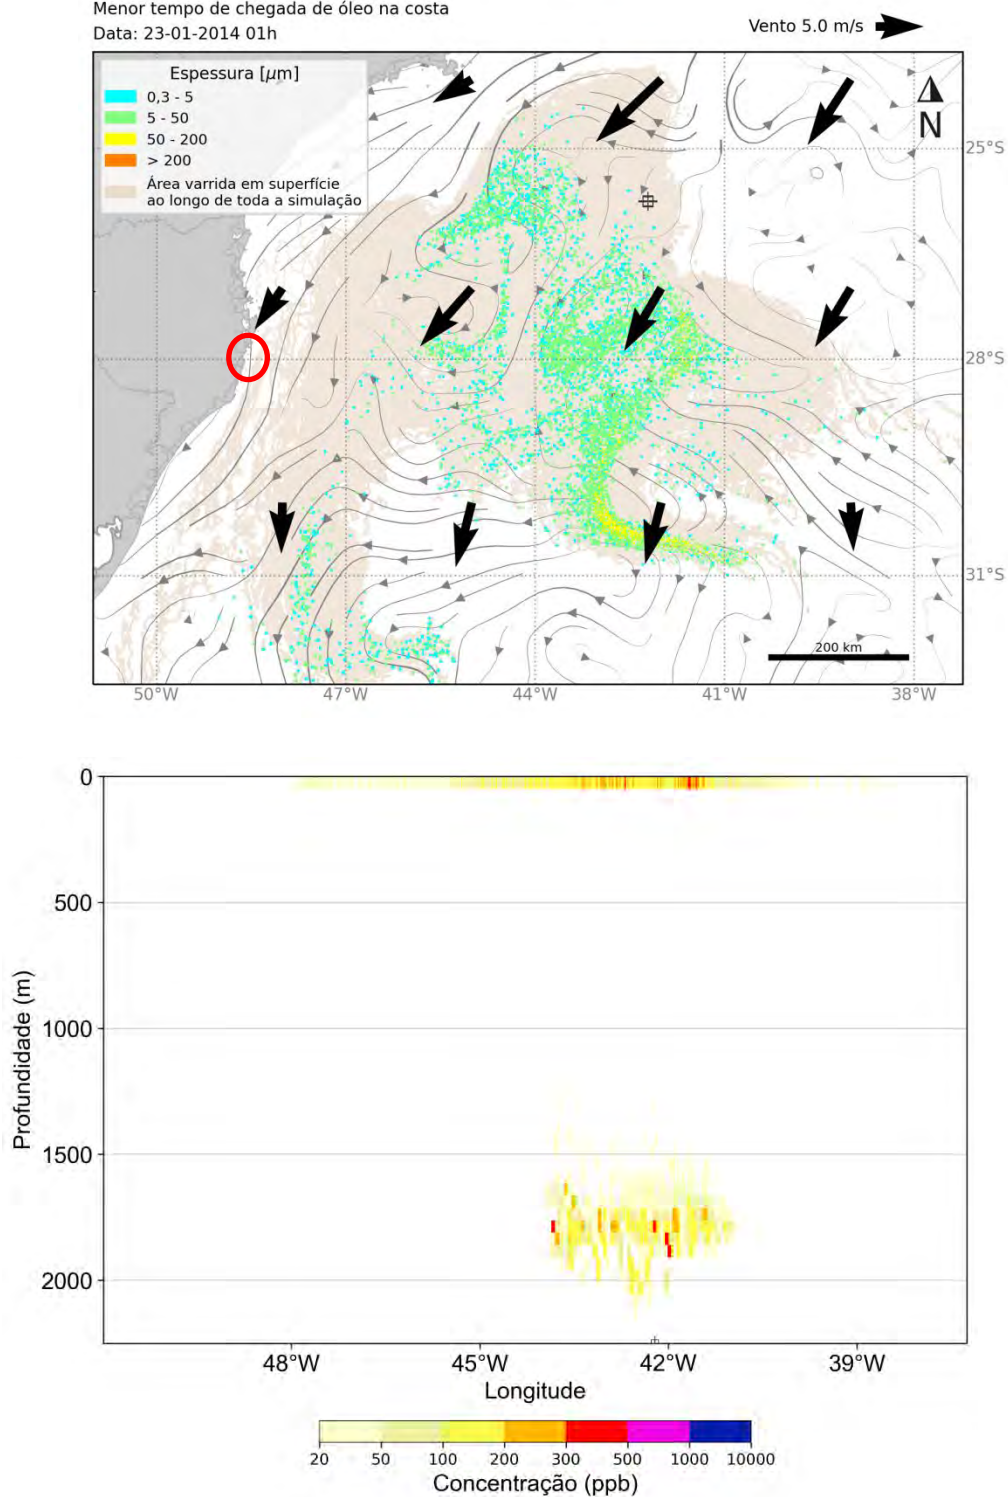 Menor tempo de chegada de óleo na costa
Data: 23-01-2014 01h
Vento 5.0 m/s
Espessura [μm]
0,3 - 5
5 - 50
50 - 200
> 200
Área varrida em superfície
ao longo de toda a simulação
N
25°S
28°S
31°S
200 km
50°W
47°W
44°W
41°W
38°W
0
500
1000
1500
2000
Profundidade (m)
48°W
45°W
42°W
39°W
Longitude
20
50
100
200
300
500
1000
10000
Concentração (ppb)